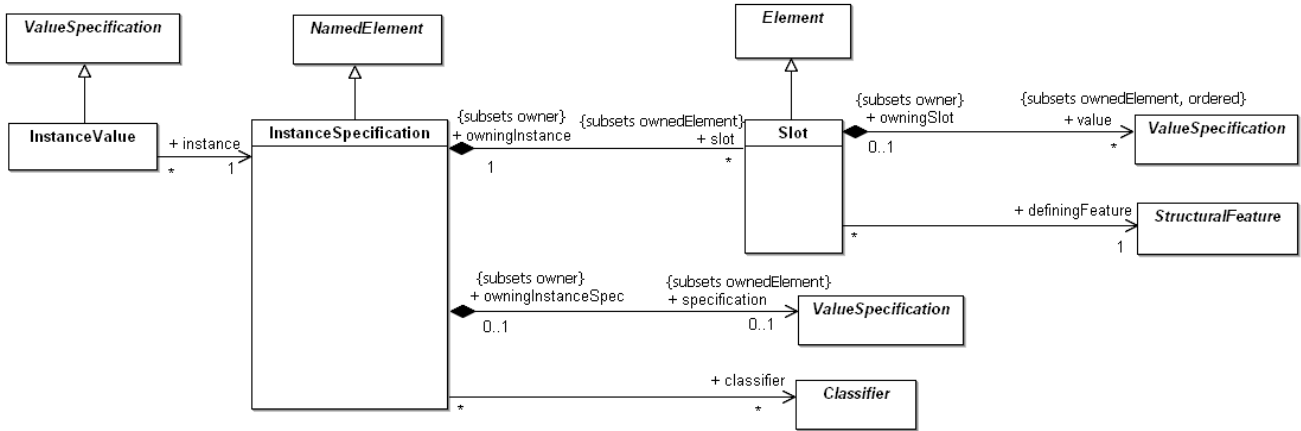 ValueSpecification
NamedElement
Element
InstanceValue
+ instance
*
1
InstanceSpecification
{subsets owner}
+ owningInstance
1
{subsets ownedElement}
+ slot
*
Slot
{subsets owner}
+ owningSlot
0..1
{subsets ownedElement, ordered}
+ value
*
ValueSpecification
*
+ definingFeature
1
StructuralFeature
{subsets owner}
+ owningInstanceSpec
0..1
{subsets ownedElement}
+ specification
0..1
ValueSpecification
*
+ classifier
*
Classifier